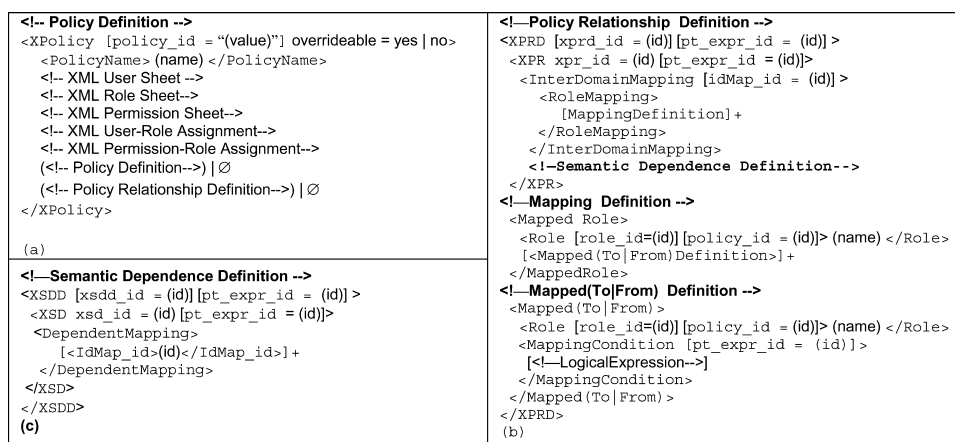 <!-- Policy Definition -->
<XPolicy [policy_id = “(value)”] overrideable = yes | no>
<PolicyName> (name) </PolicyName>
<!-- XML User Sheet -->
<!-- XML Role Sheet-->
<!-- XML Permission Sheet-->
<!-- XML User-Role Assignment-->
<!-- XML Permission-Role Assignment-->
(<!-- Policy Definition-->) | ∅
(<!-- Policy Relationship Definition-->) | ∅
</XPolicy>
(a)
<!—Semantic Dependence Definition -->
<XSDD [xsdd_id = (id)] [pt_expr_id = (id)] >
<XSD xsd_id = (id) [pt_expr_id = (id)]>
<DependentMapping>
[<IdMap_id>(id)</IdMap_id>]+
</DependentMapping>
</XSD>
</XSDD>
(c)
<!—Policy Relationship Definition -->
<XPRD [xprd_id = (id)] [pt_expr_id = (id)] >
<XPR xpr_id = (id) [pt_expr_id = (id)]>
<InterDomainMapping [idMap_id = (id)] >
<RoleMapping>
[MappingDefinition]+
</RoleMapping>
</InterDomainMapping>
<!—Semantic Dependence Definition-->
</XPR>
<!—Mapping Definition -->
<Mapped Role>
<Role [role_id=(id)] [policy_id = (id)]> (name) </Role>
[<Mapped(To|From)Definition>]+
</MappedRole>
<!—Mapped(To|From) Definition -->
<Mapped(To|From)>
<Role [role_id=(id)] [policy_id = (id)]> (name) </Role>
<MappingCondition [pt_expr_id = (id)]>
[<!—LogicalExpression-->]
</MappingCondition>
</Mapped(To|From)>
</XPRD>
(b)